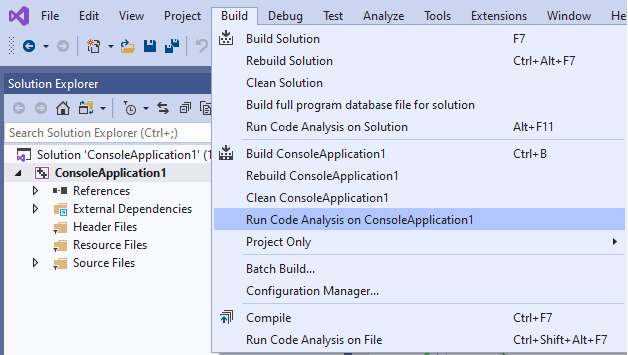 File Edit View Project Build Debug Test Analyze Tools Extensions Window
Build Solution F7
Rebuild Solution Ctrl+Alt+F7
Clean Solution
Build full program database file for solution
Run Code Analysis on Solution Alt+F11
Build ConsoleApplication1 Ctrl+B
Rebuild ConsoleApplication1
Clean ConsoleApplication1
Run Code Analysis on ConsoleApplication1
Project Only
Batch Build...
Configuration Manager...
Compile Ctrl+F7
Run Code Analysis on File Ctrl+Shift+Alt+F7
Solution Explorer
Search Solution Explorer (Ctrl+;)
Solution 'ConsoleApplication1' (1
ConsoleApplication1
References
External Dependencies
Header Files
Resource Files
Source Files